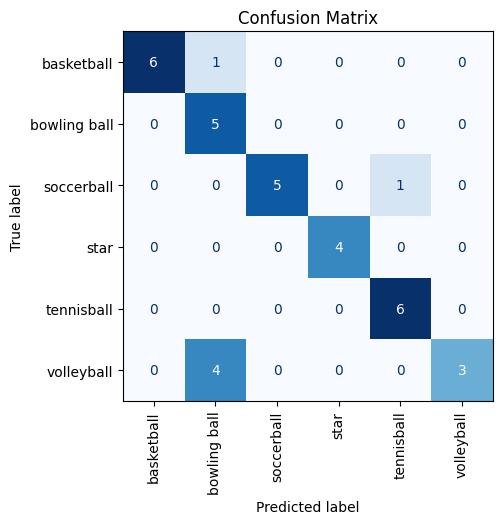 Confusion Matrix
True label
basketball 6 1 0 0 0 0
bowling ball 0 5 0 0 0 0
soccerball 0 0 5 0 1 0
star 0 0 0 4 0 0
tennisball 0 0 0 0 6 0
volleyball 0 4 0 0 0 3
basketball
bowling ball
soccerball
star
tennisball
volleyball
Predicted label